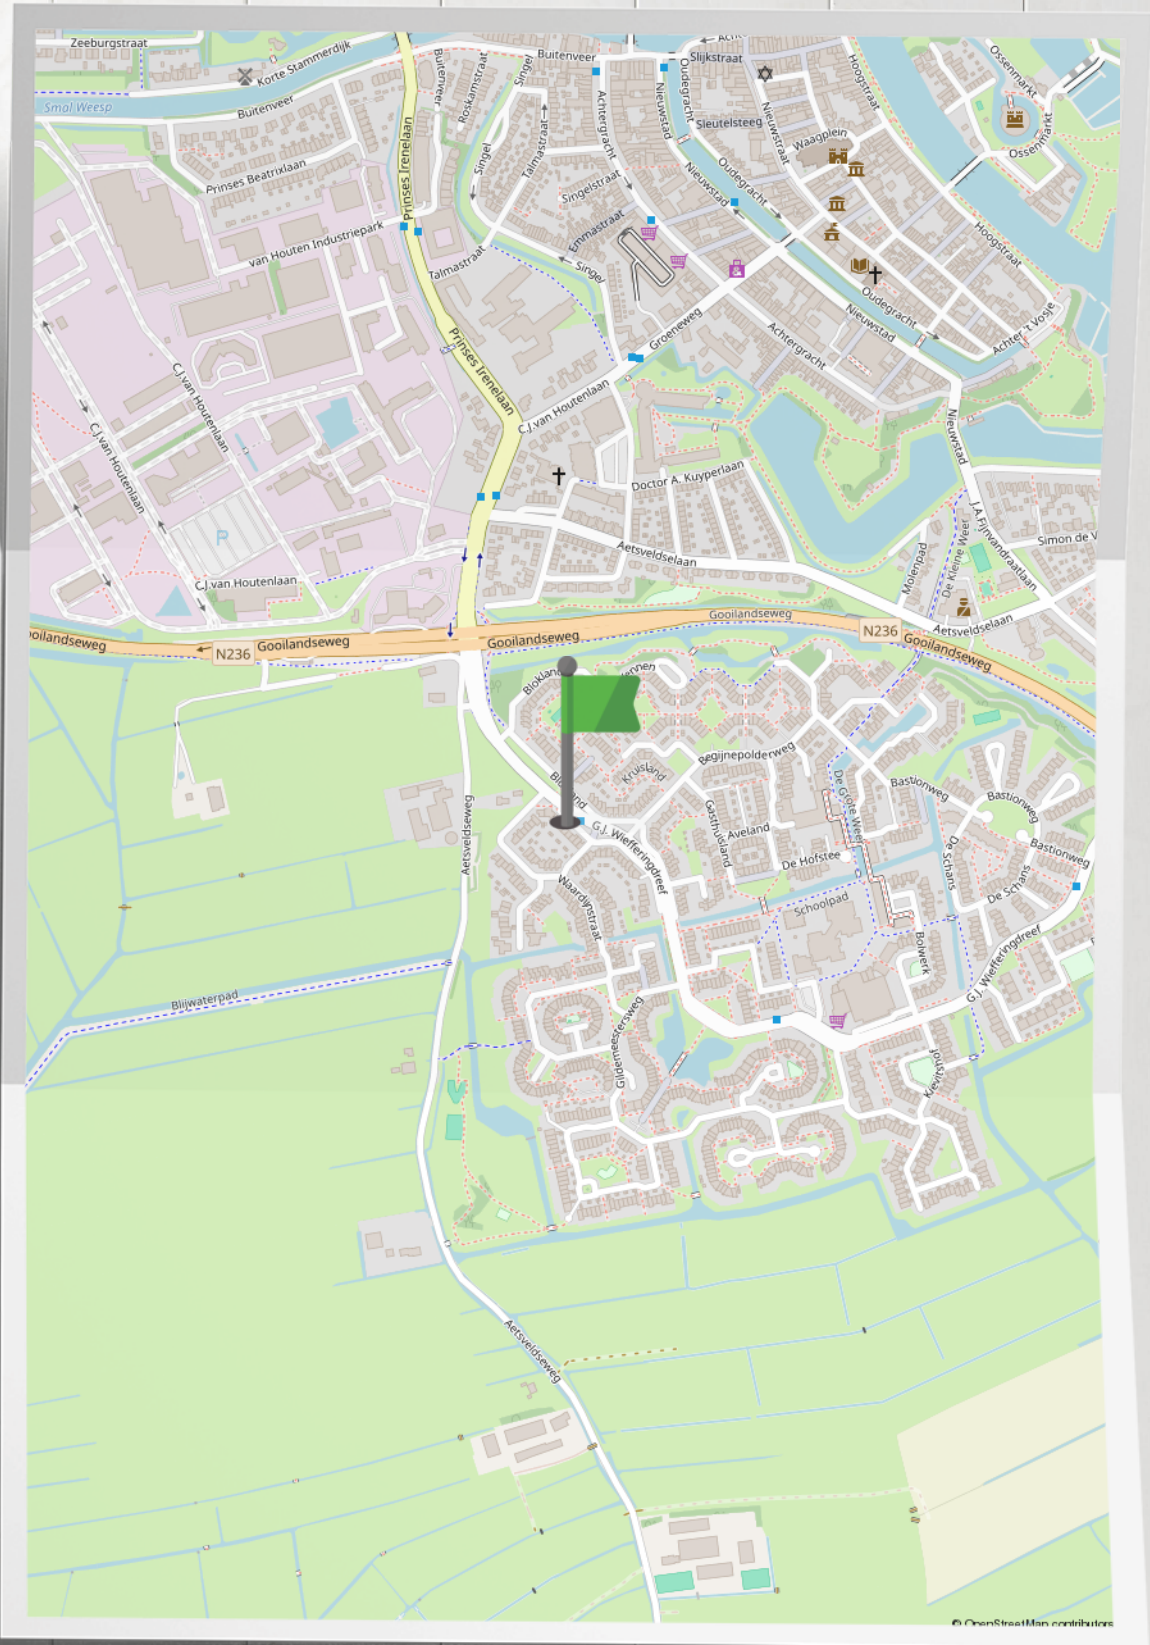 Zeeburgstraat
Korte Stammerdijk
Smal Weesp
Buitenveer
Prinses Beatrixlaan
van Houten Industriepark
Prinses Irenelaan
Buitenveer
Roskamstraat
Singel
Buitenveer
Talmastraat
Singel
Achtergracht
Nieuwstad
Oudegracht
Slijkstraat
Sleutelsteeg
Nieuwstraat
Waagplein
Hoogstraat
Ossenmarkt
Ossenmarkt
Singelstraat
Nieuwstad
Oudegracht
Emmastraat
Hoogstraat
Talmastraat
Singel
Oudegracht
Nieuwstad
Achter 't Vosje
Groeneweg
Achtergracht
Prinses Irenelaan
C.J.van Houtenlaan
C.J.van Houtenlaan
C.J.van Houtenlaan
Nieuwstad
Doctor A. Kuyperlaan
P
Aetsveldselaan
Molenpad
De Kleine Weer
J.A.Fijnvandraatlaan
Simon de V
C.J.van Houtenlaan
Gooilandseweg
Aetsveldselaan
ooilandseweg
N236
Gooilandseweg
Gooilandseweg
N236
Gooilandseweg
Blokland
ennen
Begijnepolderweg
Kruisland
De Grote Weer
Bastionweg
Bastionweg
Aetsveldseweg
G.J. Wiefferingdreef
Gasthuisland
Aveland
De Hofstee
De Schans
De Schans
Bastionweg
Waardijnstraat
Schoolpad
Bolwerk
G.J. Wiefferingdreef
Blijwaterpad
Gildemeestersweg
Kievitshof
Aetsveldseweg
© OpenStreetMap contributors